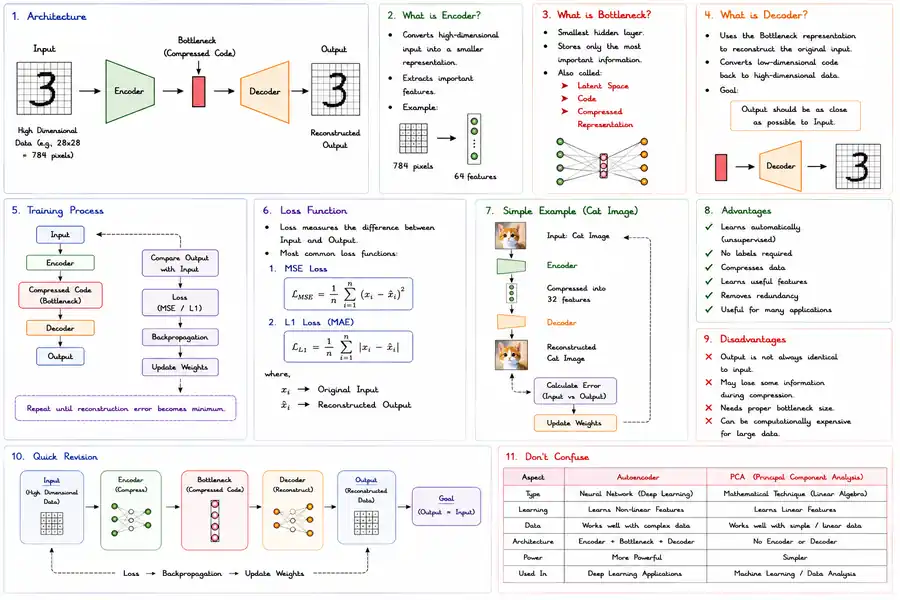 1. Architecture
Input
Bottleneck
(Compressed Code)
Output
Encoder
Decoder
High Dimensional
Data (e.g., 28x28
= 784 pixels)
Reconstructed
Output
2. What is Encoder?
• Converts high-dimensional
input into a smaller
representation.
• Extracts important
features.
• Example:
784 pixels
64 features
3. What is Bottleneck?
• Smallest hidden layer.
• Stores only the most
important information.
• Also called:
➤ Latent Space
➤ Code
➤ Compressed
Representation
4. What is Decoder?
• Uses the Bottleneck representation
to reconstruct the original input.
• Converts low-dimensional code
back to high-dimensional data.
• Goal:
Output should be as close
as possible to Input.
Decoder
5. Training Process
Input
Encoder
Compressed Code
(Bottleneck)
Decoder
Output
Compare Output
with Input
Loss
(MSE / L1)
Backpropagation
Update Weights
Repeat until reconstruction error becomes minimum.
6. Loss Function
• Loss measures the difference between
Input and Output.
• Most common loss functions:
1. MSE Loss
ℒ_MSE = 1/n ∑_{i=1}^{n} (x_i − x̂_i)²
2. L1 Loss (MAE)
ℒ_L1 = 1/n ∑_{i=1}^{n} |x_i − x̂_i|
where,
x_i → Original Input
x̂_i → Reconstructed Output
7. Simple Example (Cat Image)
Input: Cat Image
Encoder
Compressed into
32 features
Decoder
Reconstructed
Cat Image
Calculate Error
(Input vs Output)
Update Weights
8. Advantages
✓ Learns automatically
(unsupervised)
✓ No labels required
✓ Compresses data
✓ Learns useful features
✓ Removes redundancy
✓ Useful for many applications
9. Disadvantages
✗ Output is not always identical
to input.
✗ May lose some information
during compression.
✗ Needs proper bottleneck size.
✗ Can be computationally expensive
for large data.
10. Quick Revision
Input
(High Dimensional
Data)
Encoder
(Compress)
Bottleneck
(Compressed Code)
Decoder
(Reconstruct)
Output
(Reconstructed
Data)
Goal
(Output ≈ Input)
Loss → Backpropagation → Update Weights
11. Don't Confuse
Aspect Autoencoder PCA (Principal Component Analysis)
Type Neural Network (Deep Learning) Mathematical Technique (Linear Algebra)
Learning Learns Non-linear Features Learns Linear Features
Data Works well with complex data Works well with simple / linear data
Architecture Encoder + Bottleneck + Decoder No Encoder or Decoder
Power More Powerful Simpler
Used In Deep Learning Applications Machine Learning / Data Analysis